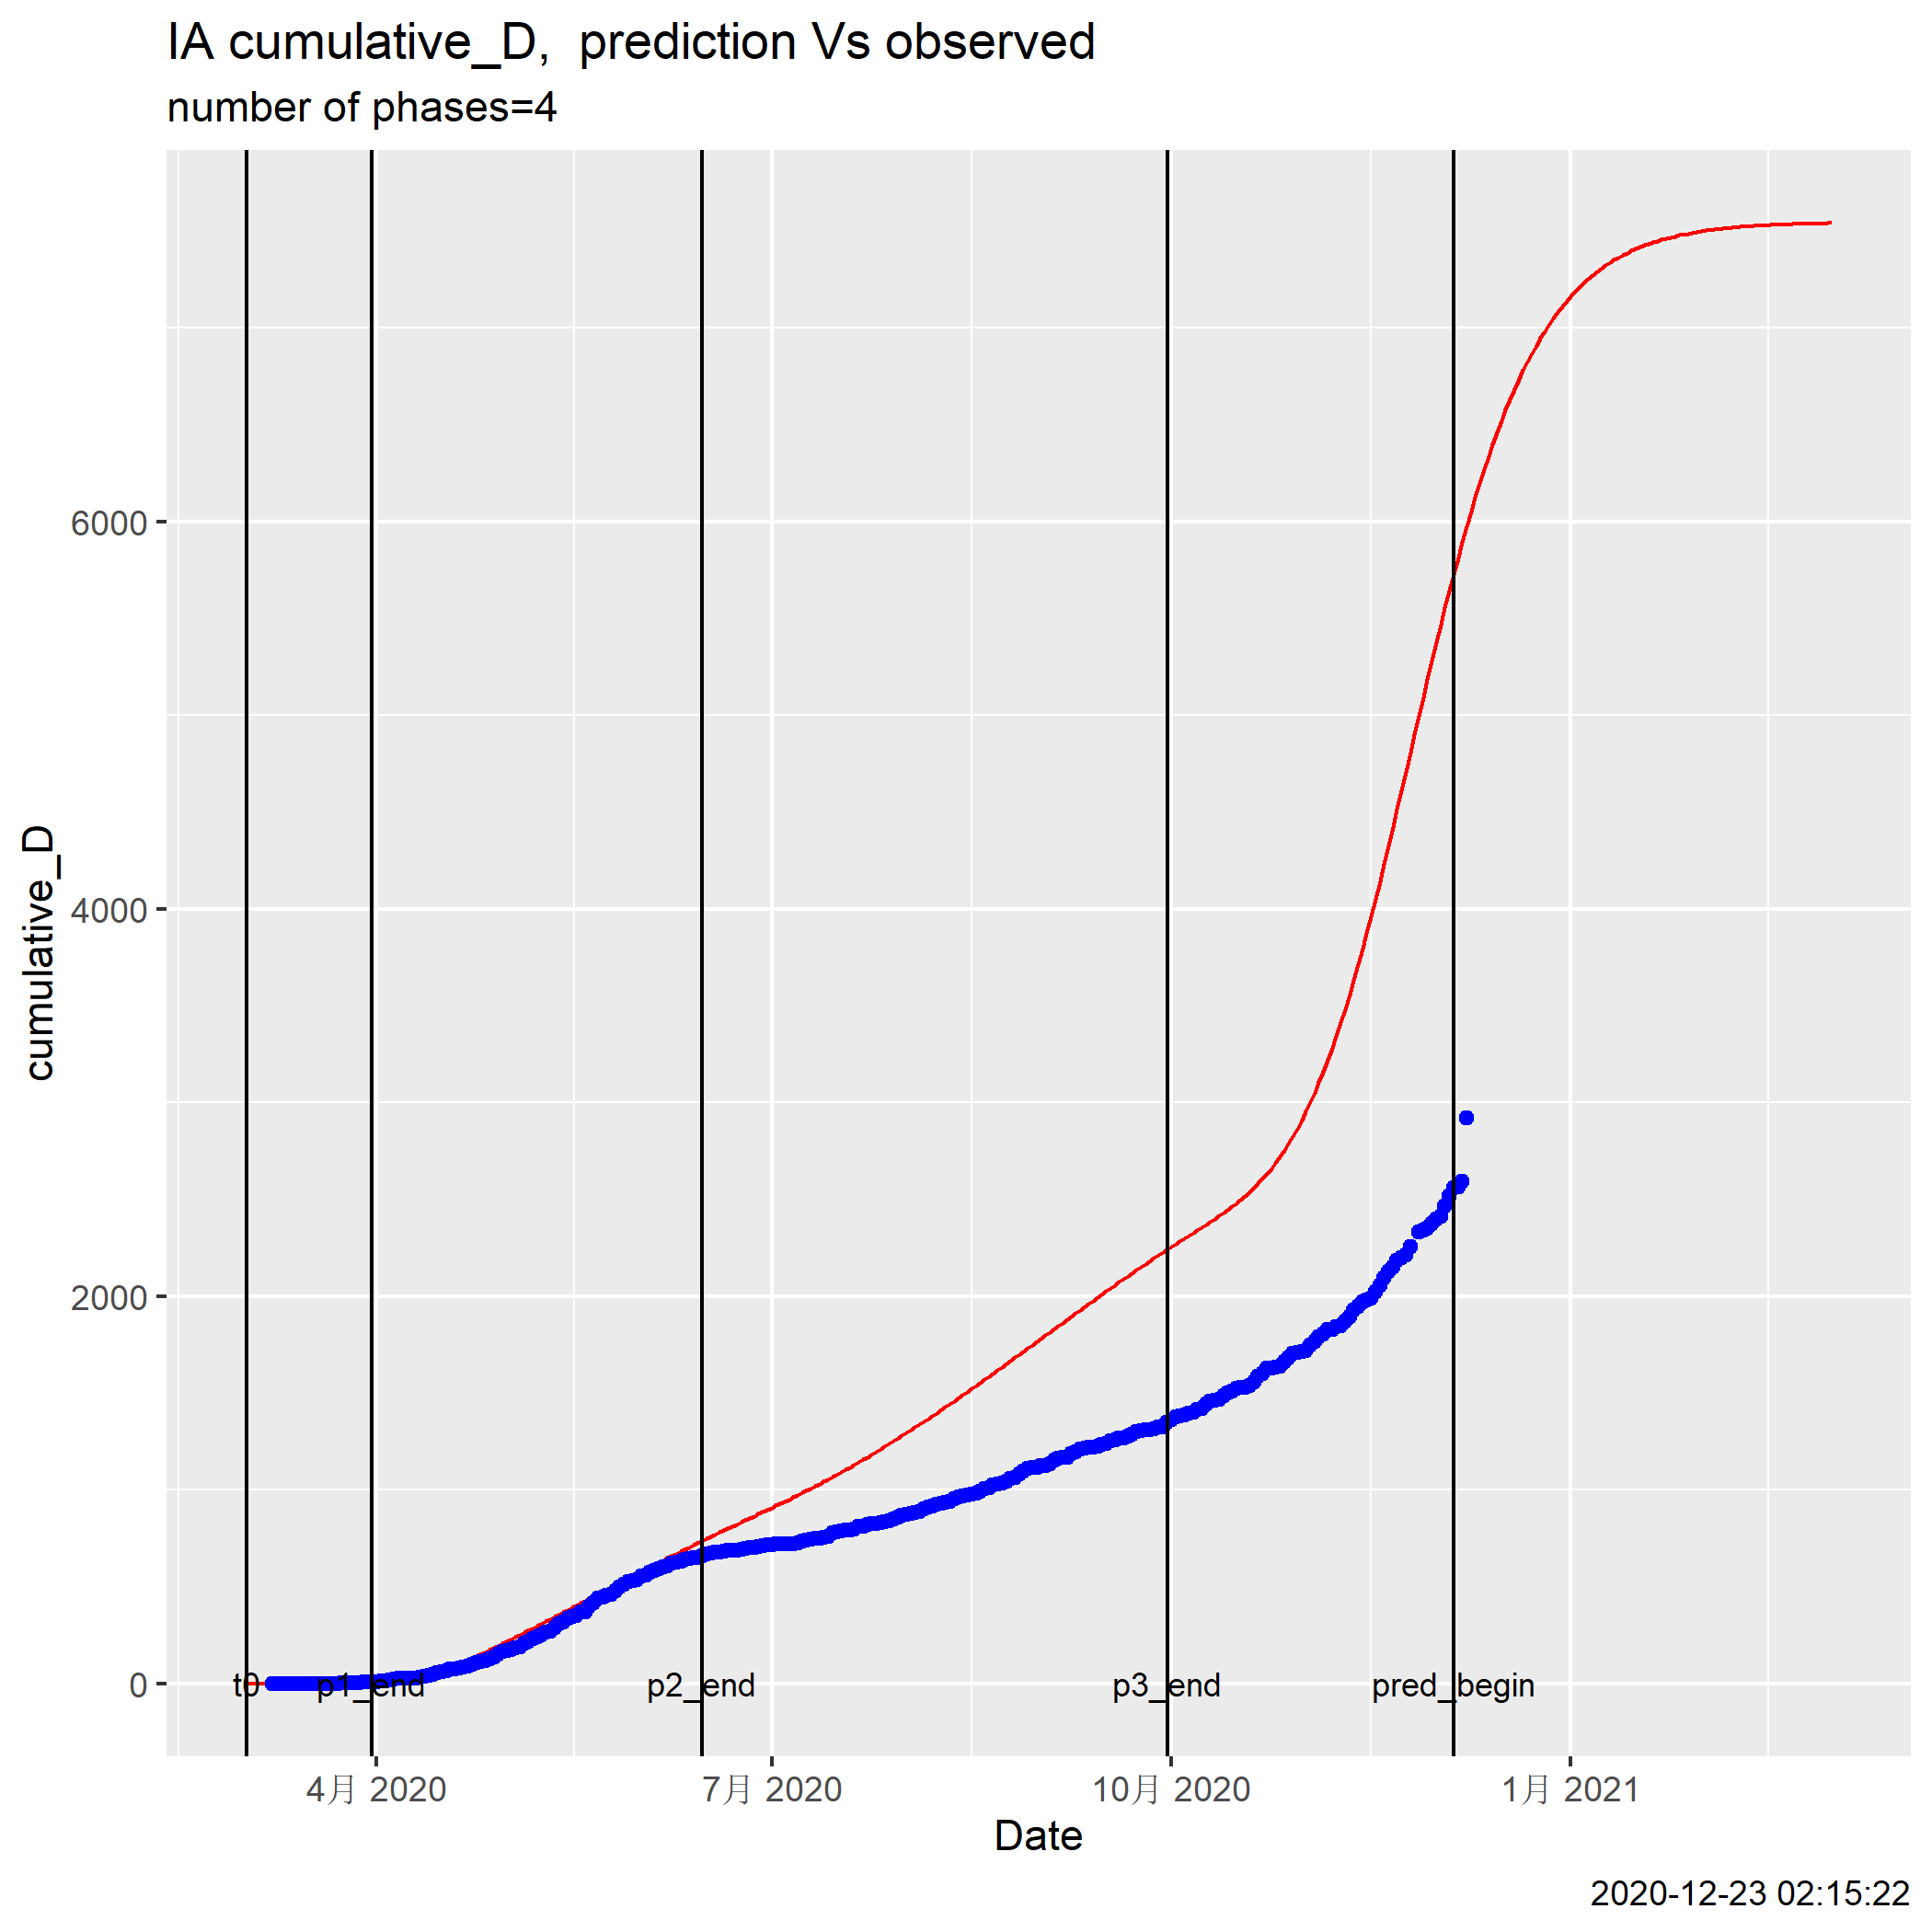 IA cumulative_D,  prediction Vs observed
number of phases=4
cumulative_D
6000
4000
2000
0
t0
p1_end
p2_end
p3_end
pred_begin
4月 2020
7月 2020
10月 2020
1月 2021
Date
2020-12-23 02:15:22